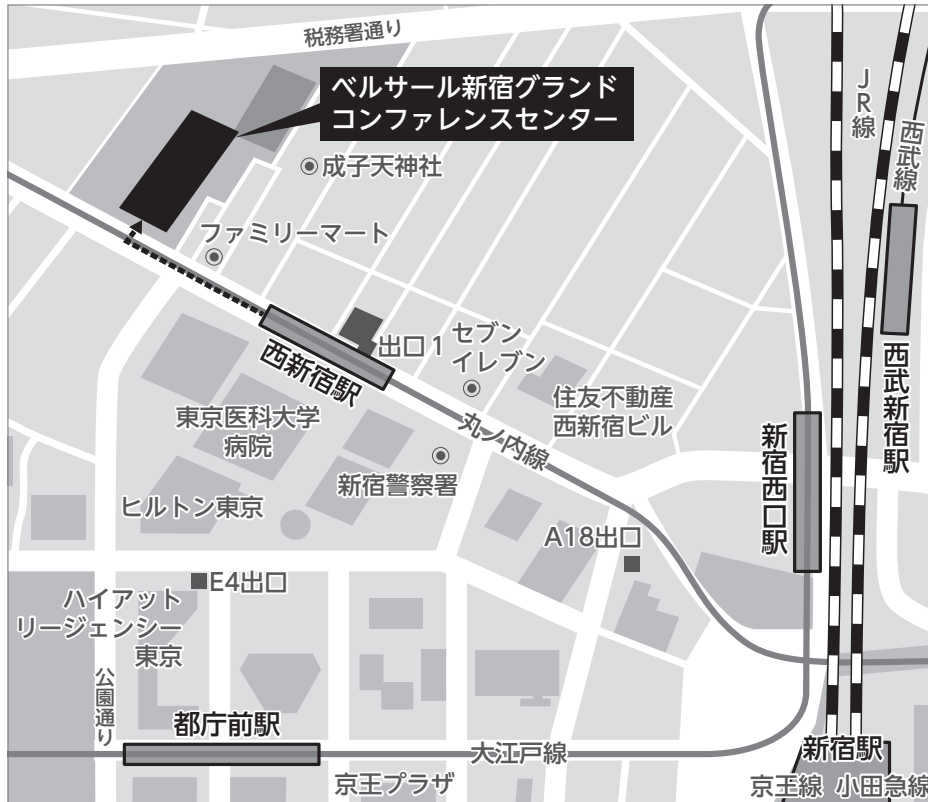 税務署通り
ベルサール新宿グランド
コンファレンスセンター
JR線
西武線
成子天神社
ファミリーマート
出口1
セブン
イレブン
西新宿駅
住友不動産
西新宿ビル
西武新宿駅
東京医科大学
病院
丸ノ内線
新宿西口駅
新宿警察署
ヒルトン東京
A18出口
E4出口
ハイアット
リージェンシー
東京
公園通り
都庁前駅
大江戸線
新宿駅
京王プラザ
京王線 小田急線